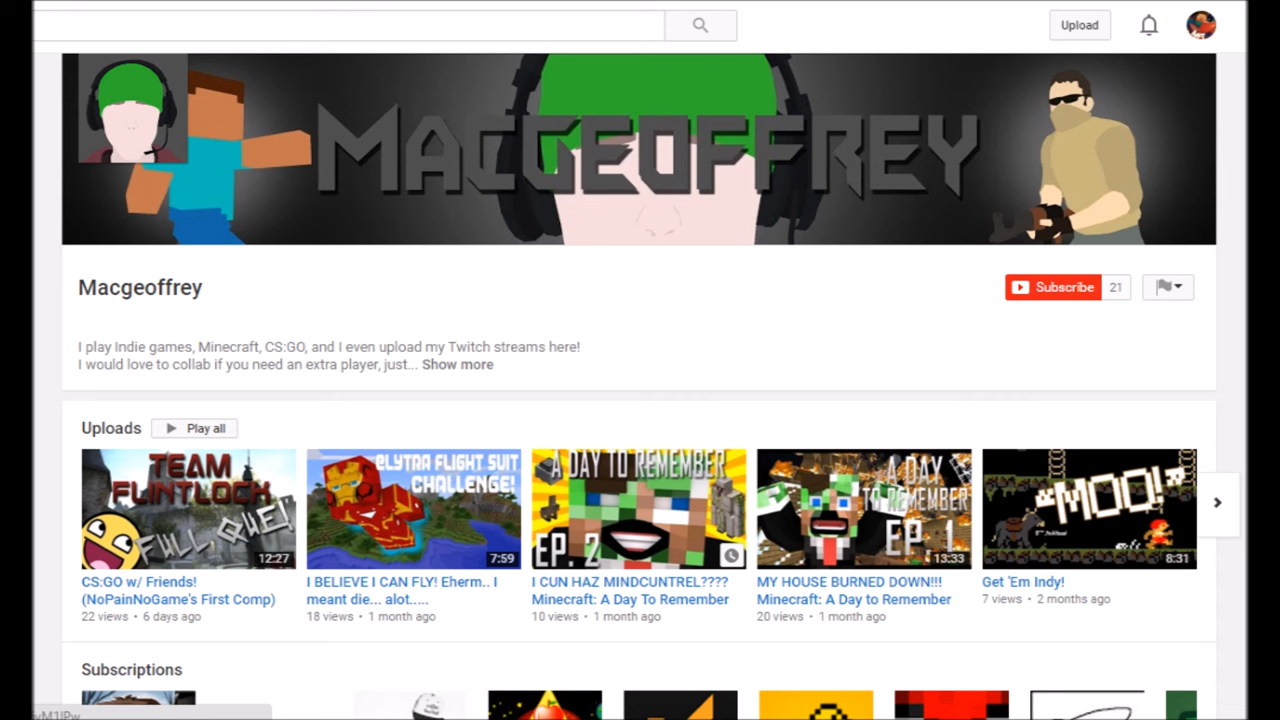 Upload
MACGEOFFREY
Macgeoffrey
Subscribe 21
I play Indie games, Minecraft, CS:GO, and I even upload my Twitch streams here!
I would love to collab if you need an extra player, just... Show more
Uploads Play all
TEAM
FLINTLOCK
FULL, QUE!
12:27
ELYTRA FLIGHT SUIT
CHALLENGE!
7:59
A DAY TO REMEMBER
EP. 2
A DAY
TO REMEMBER
EP. 1
13:33
"MOO!"
8:31
CS:GO w/ Friends!
(NoPainNoGame's First Comp)
22 views • 6 days ago
I BELIEVE I CAN FLY! Eherm.. I
meant die... alot.....
18 views • 1 month ago
I CUN HAZ MINDCUNTREL????
Minecraft: A Day To Remember
10 views • 1 month ago
MY HOUSE BURNED DOWN!!!
Minecraft: A Day to Remember
20 views • 1 month ago
Get 'Em Indy!
7 views • 2 months ago
Subscriptions